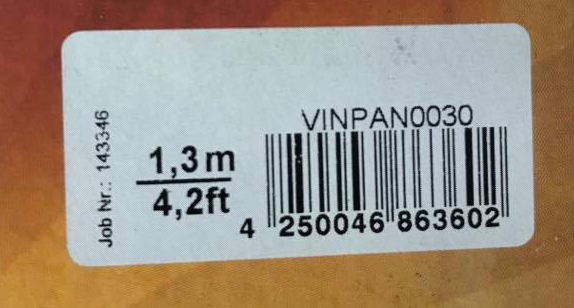 Job Nr.: 143346
1,3 m
4,2ft
VINPAN0030
4 250046 863602